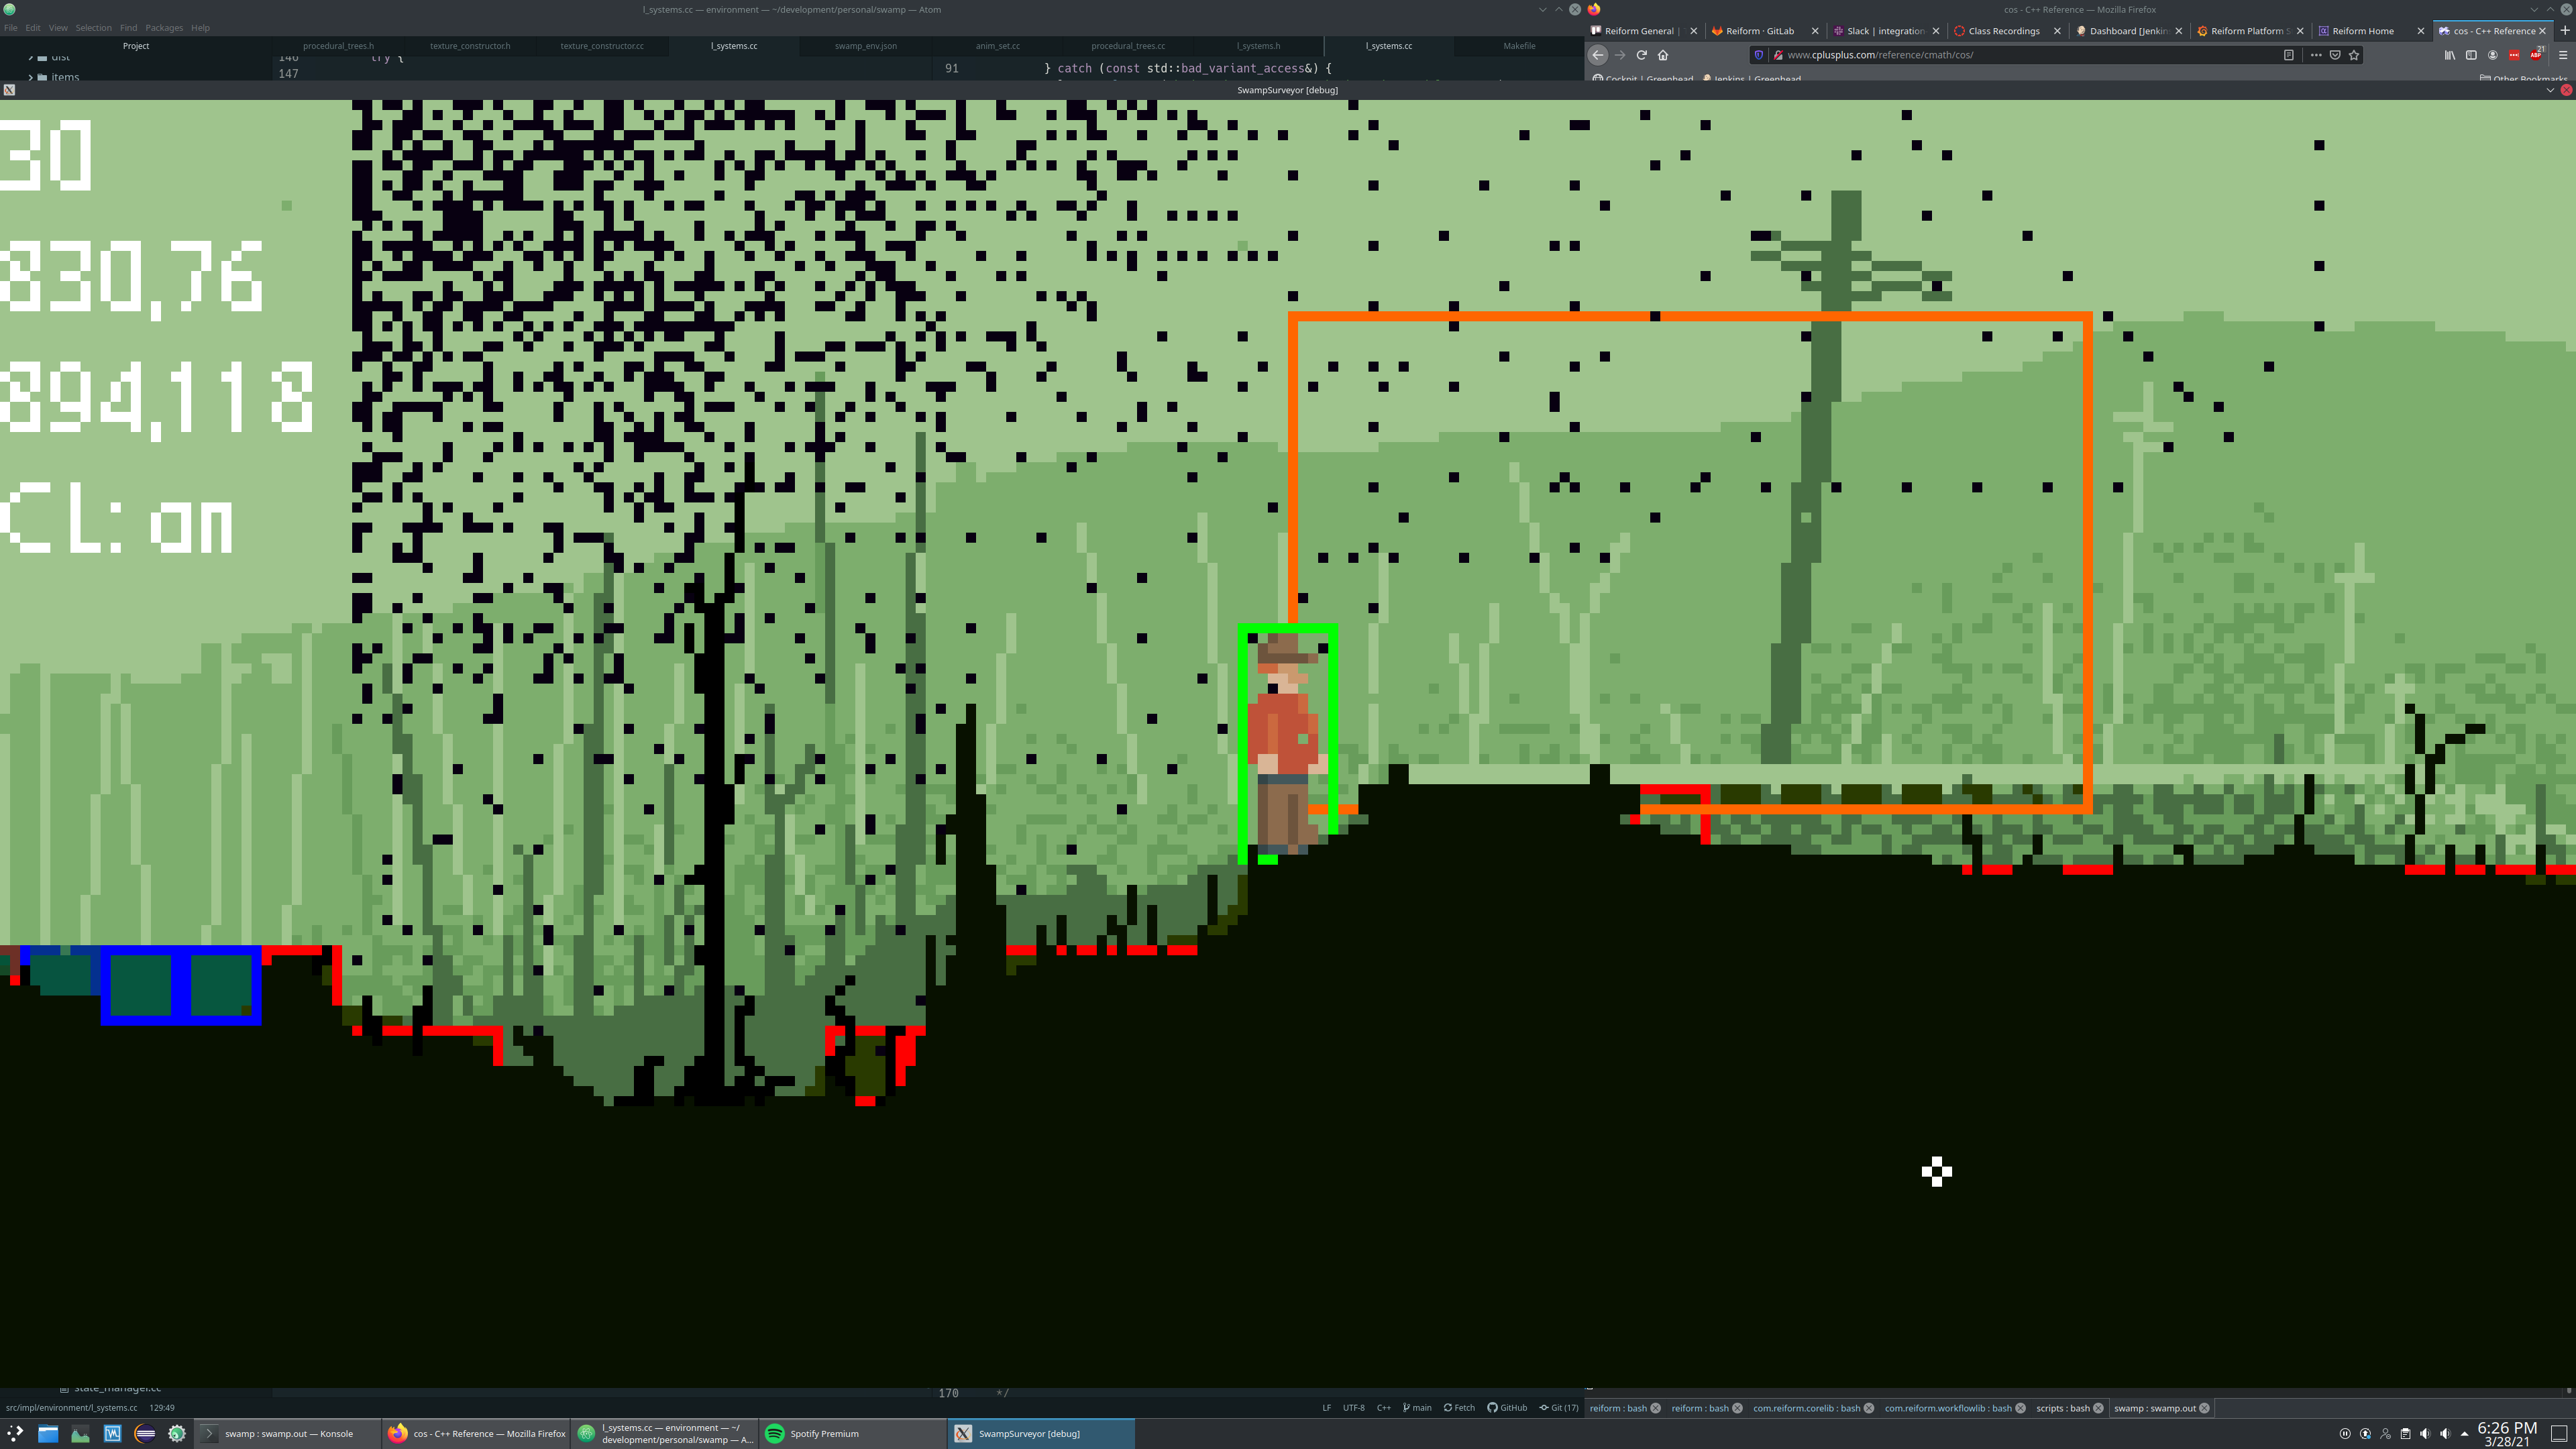 l_systems.cc — environment — ~/development/personal/swamp — Atom
cos - C++ Reference — Mozilla Firefox
File Edit View Selection Find Packages Help
Reiform General
Reiform · GitLab
Slack | integration
Class Recordings
Dashboard [Jenkin
Reiform Platform S
Reiform Home
cos - C++ Reference
Project
procedural_trees.h
texture_constructor.h
texture_constructor.cc
l_systems.cc
swamp_env.json
anim_set.cc
procedural_trees.cc
l_systems.h
l_systems.cc
Makefile
www.cplusplus.com/reference/cmath/cos/
21
146 try {
147
items
91 } catch (const std::bad_variant_access&) {
Cockpit | Greenhead
Jenkins | Greenhead
Other Bookmarks
SwampSurveyor [debug]
30
830,76
894,118
CL: on
state_manager.cc
170 */
src/impl/environment/l_systems.cc 129:49
LF UTF-8 C++ main Fetch GitHub Git (17)
reiform : bash
reiform : bash
com.reiform.corelib : bash
com.reiform.workflowlib : bash
scripts : bash
swamp : swamp.out
swamp : swamp.out — Konsole
cos - C++ Reference — Mozilla Firefox
l_systems.cc — environment — ~/
development/personal/swamp — A...
Spotify Premium
SwampSurveyor [debug]
6:26 PM
3/28/21